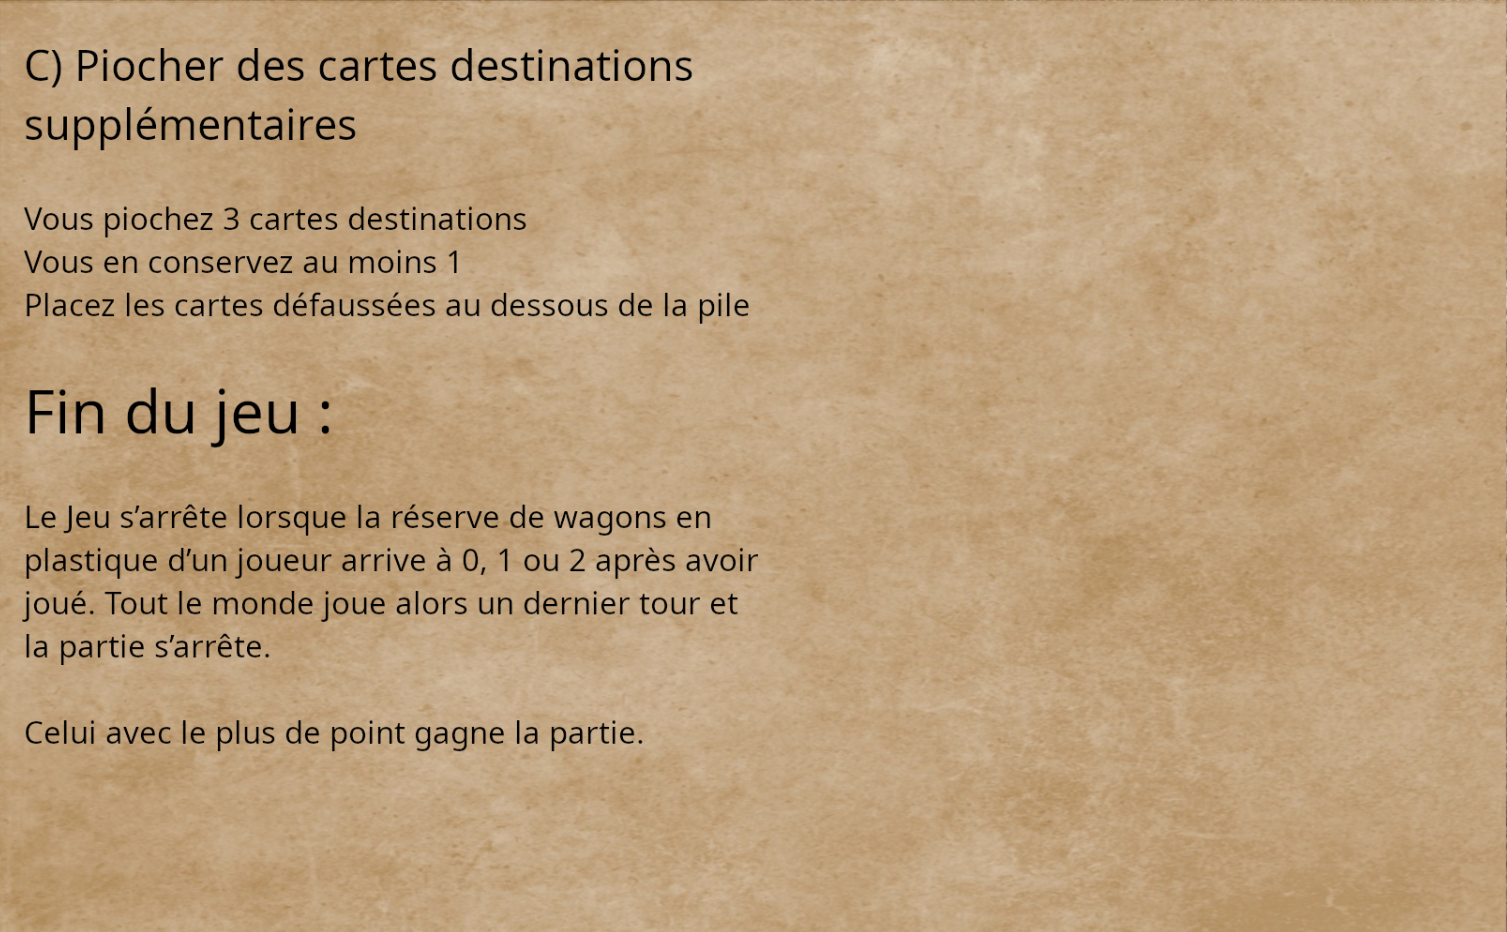 C) Piocher des cartes destinations
supplémentaires
Vous piochez 3 cartes destinations
Vous en conservez au moins 1
Placez les cartes défaussées au dessous de la pile
Fin du jeu :
Le Jeu s’arrête lorsque la réserve de wagons en
plastique d’un joueur arrive à 0, 1 ou 2 après avoir
joué. Tout le monde joue alors un dernier tour et
la partie s’arrête.
Celui avec le plus de point gagne la partie.